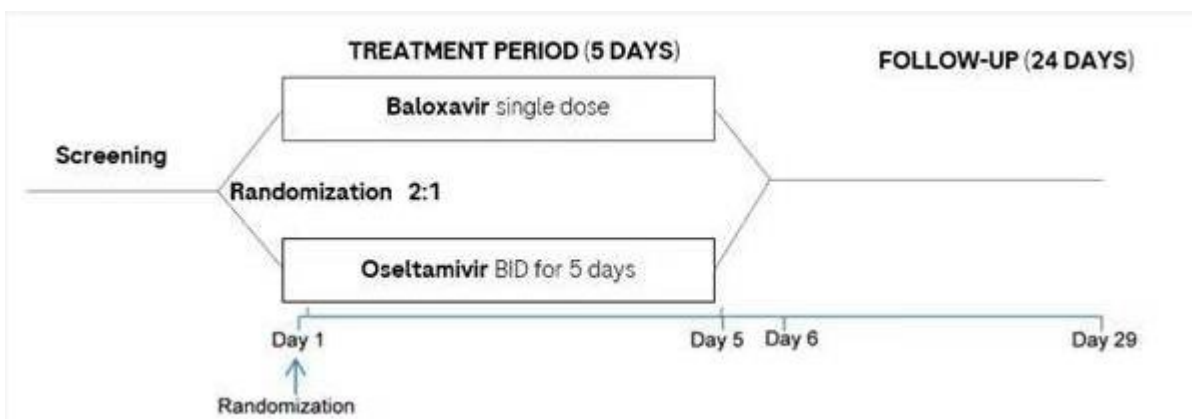 TREATMENT PERIOD (5 DAYS)
FOLLOW-UP (24 DAYS)
Baloxavir single dose
Screening
Randomization 2:1
Oseltamivir BID for 5 days
Day 1
Day 5
Day 6
Day 29
Randomization